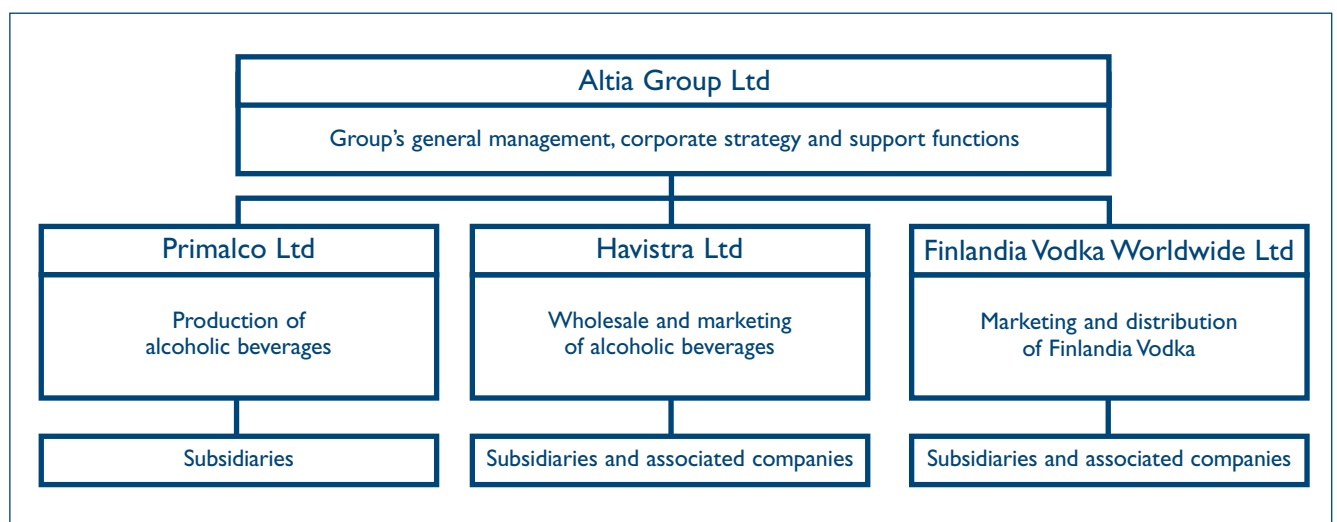 Altia Group Ltd
Group's general management, corporate strategy and support functions
Primalco Ltd
Production of
alcoholic beverages
Subsidiaries
Havistra Ltd
Wholesale and marketing
of alcoholic beverages
Subsidiaries and associated companies
Finlandia Vodka Worldwide Ltd
Marketing and distribution
of Finlandia Vodka
Subsidiaries and associated companies